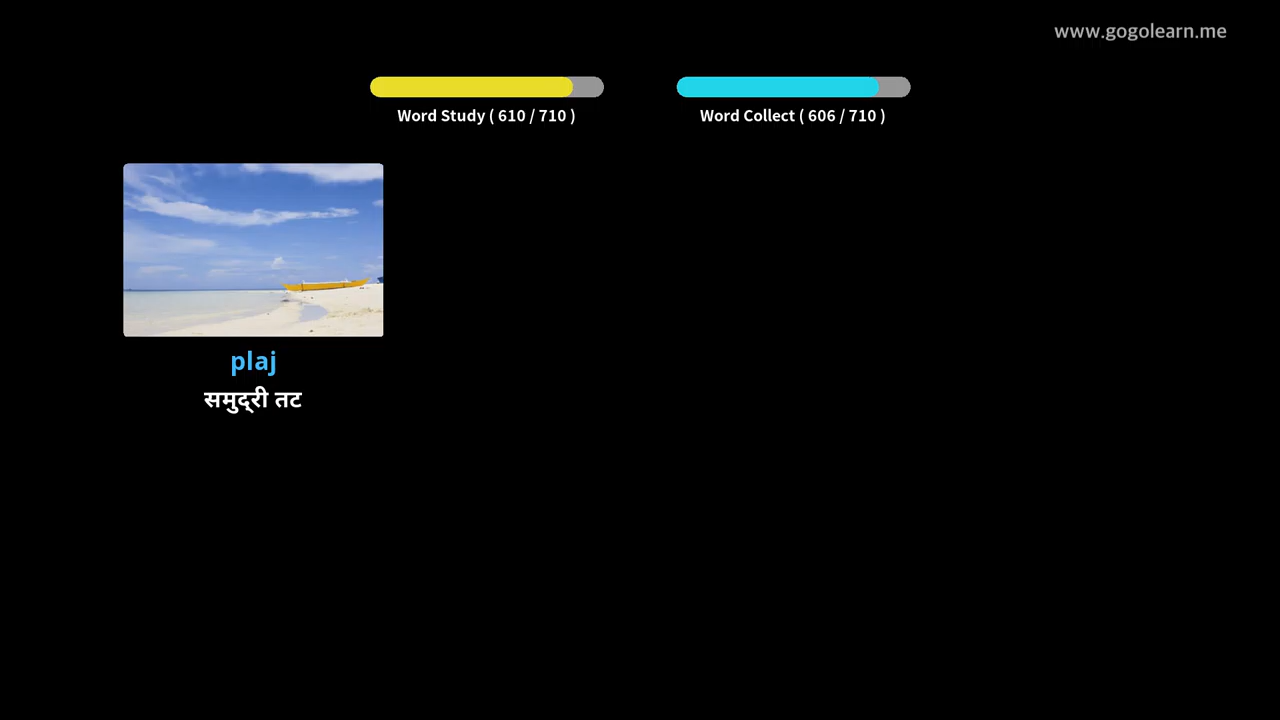 www.gogolearn.me
Word Study ( 610 / 710 )
Word Collect ( 606 / 710 )
plaj
समुद्री तट